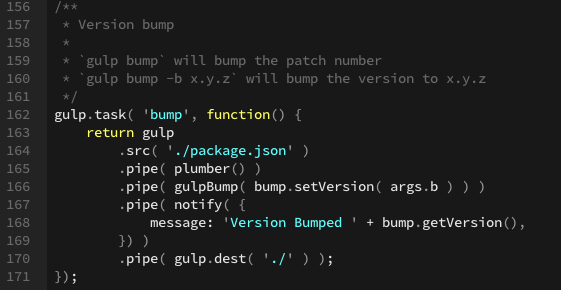 156 /**
157  * Version bump
158  *
159  * `gulp bump` will bump the patch number
160  * `gulp bump -b x.y.z` will bump the version to x.y.z
161  */
162 gulp.task( 'bump', function() {
163     return gulp
164         .src( './package.json' )
165         .pipe( plumber() )
166         .pipe( gulpBump( bump.setVersion( args.b ) ) )
167         .pipe( notify( {
168             message: 'Version Bumped ' + bump.getVersion(),
169         }) )
170         .pipe( gulp.dest( './' ) );
171 });